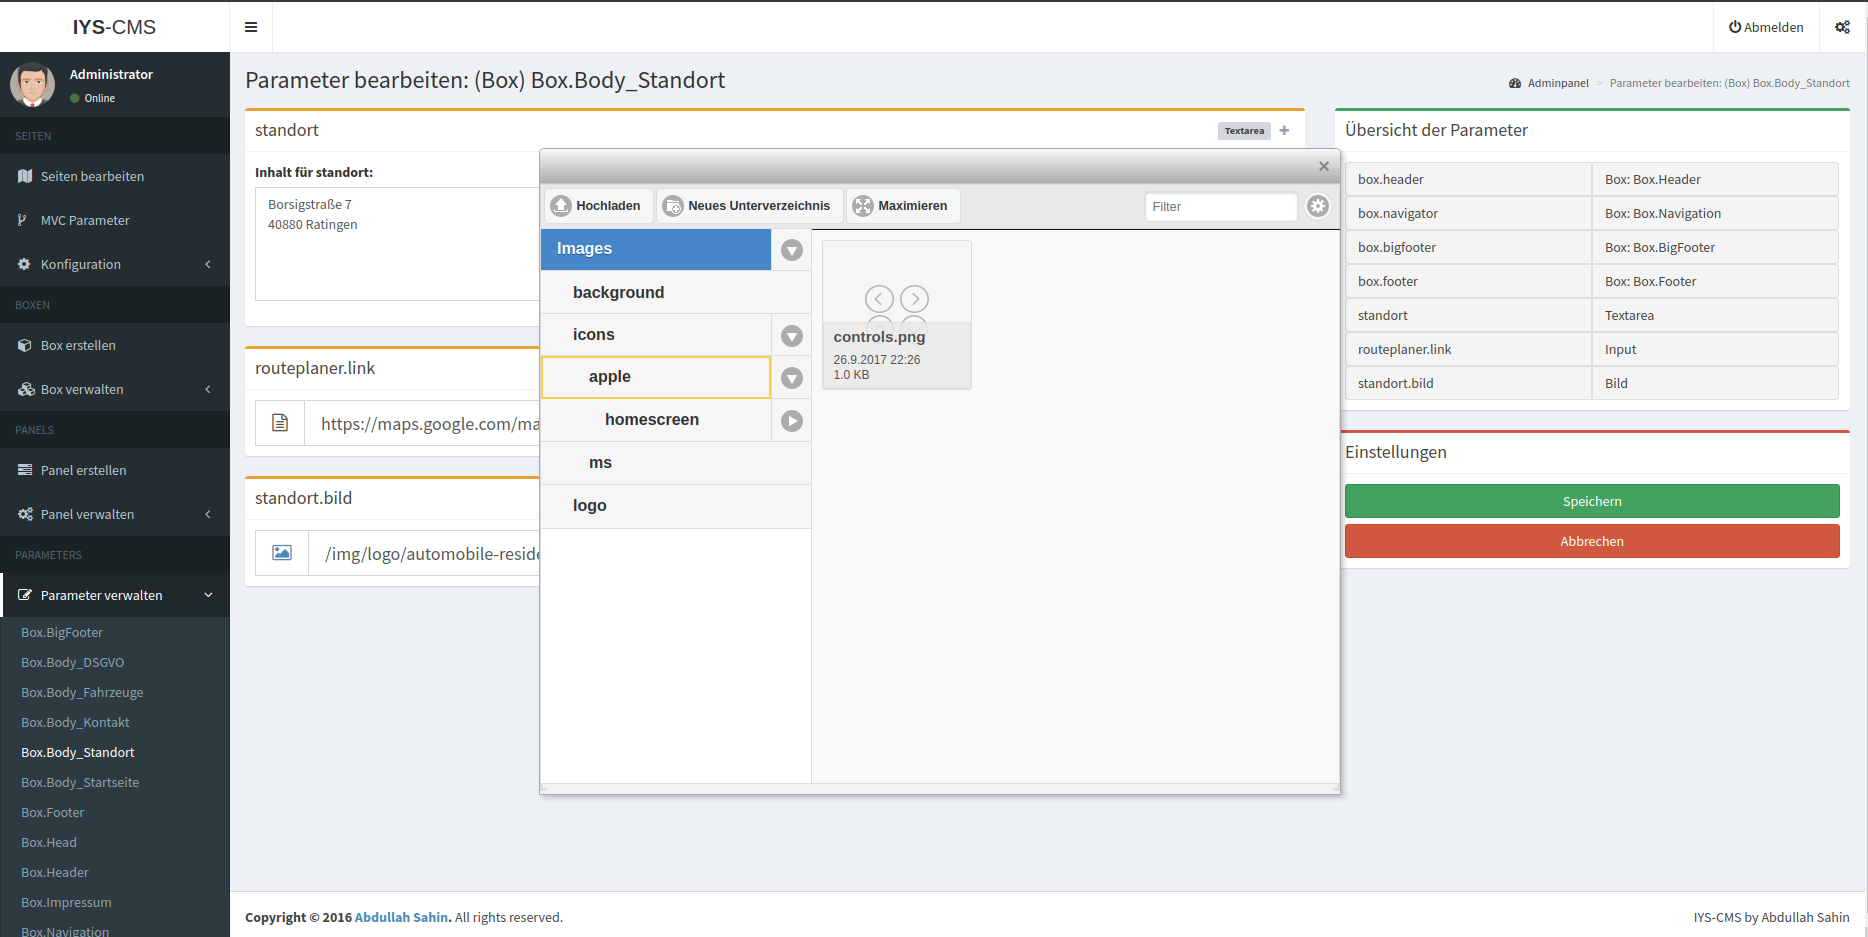 IYS-CMS
Abmelden
Administrator
Online
SEITEN
Seiten bearbeiten
MVC Parameter
Konfiguration
BOXEN
Box erstellen
Box verwalten
PANELS
Panel erstellen
Panel verwalten
PARAMETERS
Parameter verwalten
Box.BigFooter
Box.Body_DSGVO
Box.Body_Fahrzeuge
Box.Body_Kontakt
Box.Body_Standort
Box.Body_Startseite
Box.Footer
Box.Head
Box.Header
Box.Impressum
Box.Navigation
Parameter bearbeiten: (Box) Box.Body_Standort
Adminpanel > Parameter bearbeiten: (Box) Box.Body_Standort
standort
Textarea
Inhalt für standort:
Borsigstraße 7
40880 Ratingen
routeplaner.link
https://maps.google.com/ma
standort.bild
/img/logo/automobile-reside
Hochladen
Neues Unterverzeichnis
Maximieren
Filter
Images
background
icons
apple
homescreen
ms
logo
controls.png
26.9.2017 22:26
1.0 KB
Übersicht der Parameter
box.header Box: Box.Header
box.navigator Box: Box.Navigation
box.bigfooter Box: Box.BigFooter
box.footer Box: Box.Footer
standort Textarea
routeplaner.link Input
standort.bild Bild
Einstellungen
Speichern
Abbrechen
Copyright © 2016 Abdullah Sahin. All rights reserved.
IYS-CMS by Abdullah Sahin